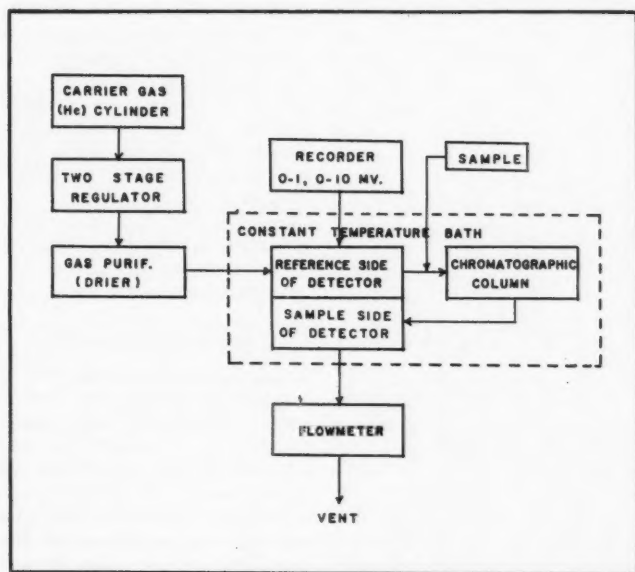 CARRIER GAS
(He) CYLINDER
TWO STAGE
REGULATOR
GAS PURIF.
(DRIER)
RECORDER
0-1, 0-10 MV.
SAMPLE
CONSTANT TEMPERATURE BATH
REFERENCE SIDE
OF DETECTOR
CHROMATOGRAPHIC
COLUMN
SAMPLE SIDE
OF DETECTOR
FLOWMETER
VENT